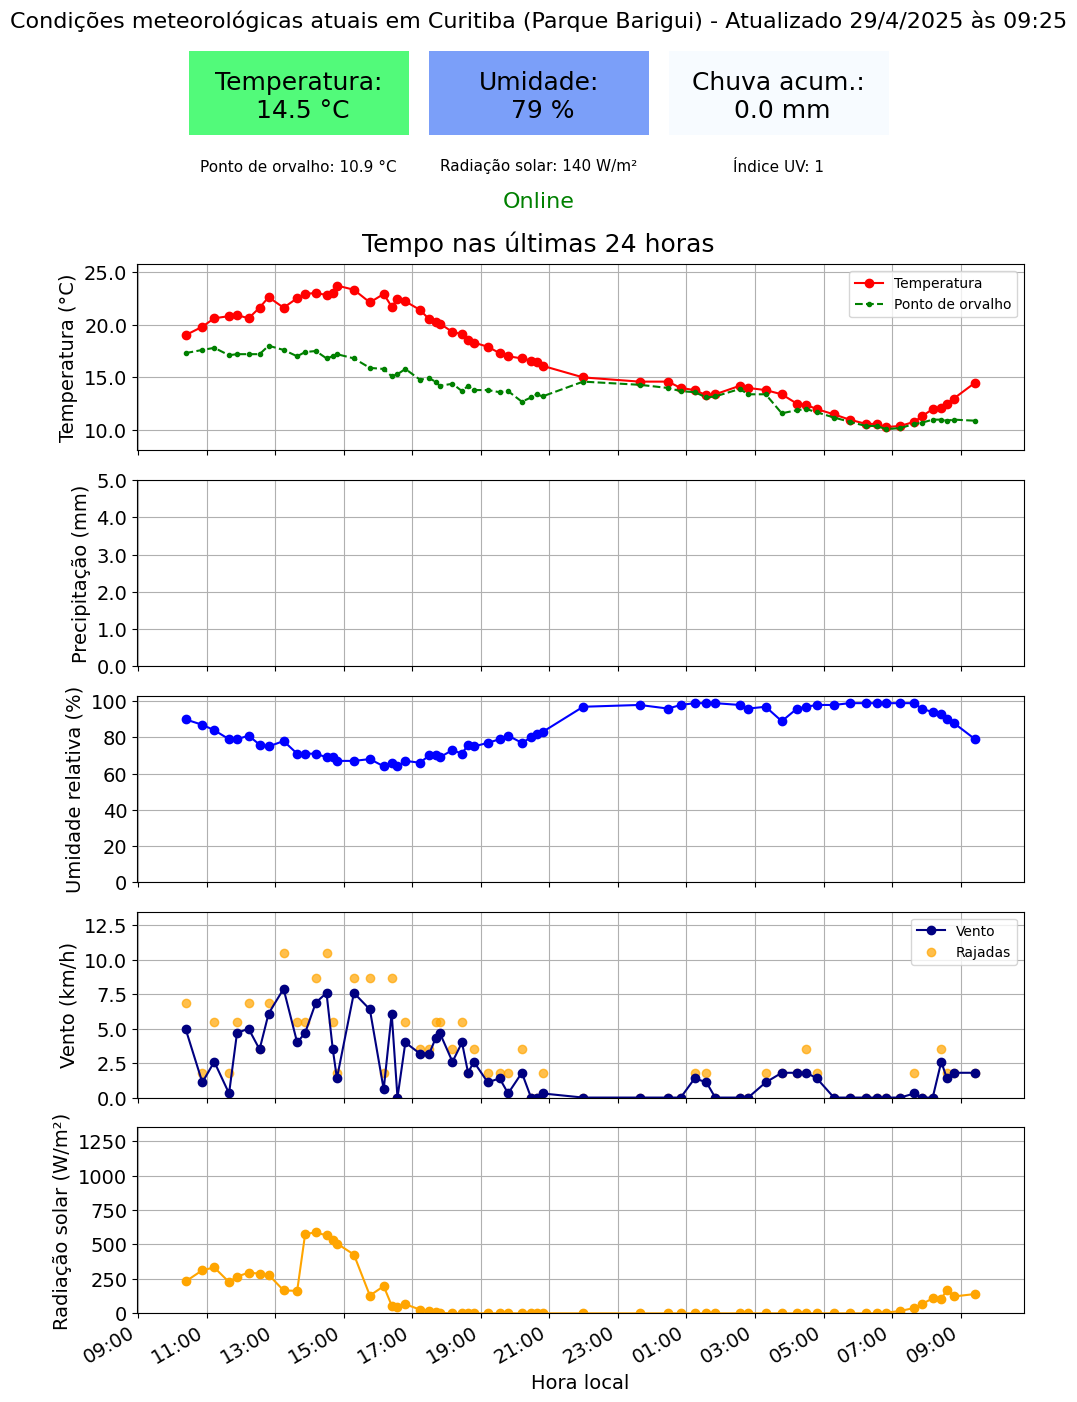 Condições meteorológicas atuais em Curitiba (Parque Barigui) - Atualizado 29/4/2025 às 09:25
Temperatura:
14.5 °C
Umidade:
79 %
Chuva acum.:
0.0 mm
Ponto de orvalho: 10.9 °C
Radiação solar: 140 W/m²
Índice UV: 1
Online
Tempo nas últimas 24 horas
Temperatura (°C)
25.0
20.0
15.0
10.0
Temperatura
Ponto de orvalho
Precipitação (mm)
5.0
4.0
3.0
2.0
1.0
0.0
Umidade relativa (%)
100
80
60
40
20
0
Vento (km/h)
12.5
10.0
7.5
5.0
2.5
0.0
Vento
Rajadas
Radiação solar (W/m²)
1250
1000
750
500
250
0
09:00
11:00
13:00
15:00
17:00
19:00
21:00
23:00
01:00
03:00
05:00
07:00
09:00
Hora local